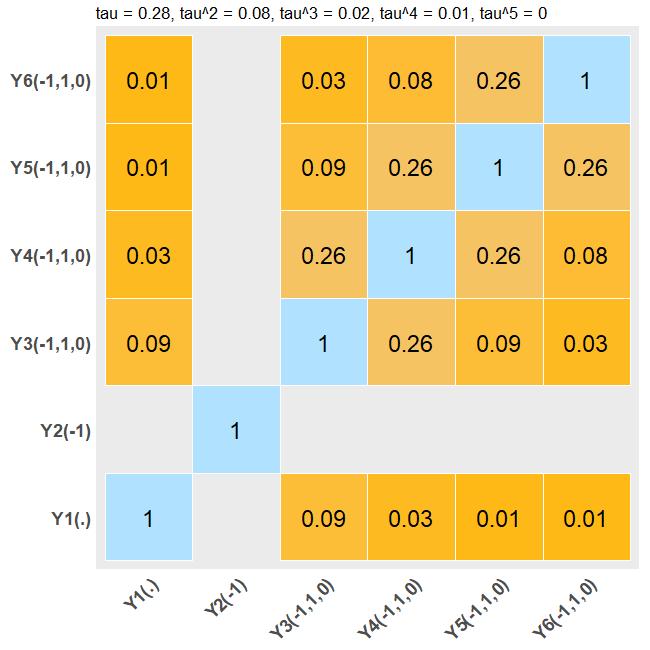 tau = 0.28, tau^2 = 0.08, tau^3 = 0.02, tau^4 = 0.01, tau^5 = 0
Y6(-1,1,0) 0.01 0.03 0.08 0.26 1
Y5(-1,1,0) 0.01 0.09 0.26 1 0.26
Y4(-1,1,0) 0.03 0.26 1 0.26 0.08
Y3(-1,1,0) 0.09 1 0.26 0.09 0.03
Y2(-1) 1
Y1(.) 1 0.09 0.03 0.01 0.01
Y1(.) Y2(-1) Y3(-1,1,0) Y4(-1,1,0) Y5(-1,1,0) Y6(-1,1,0)